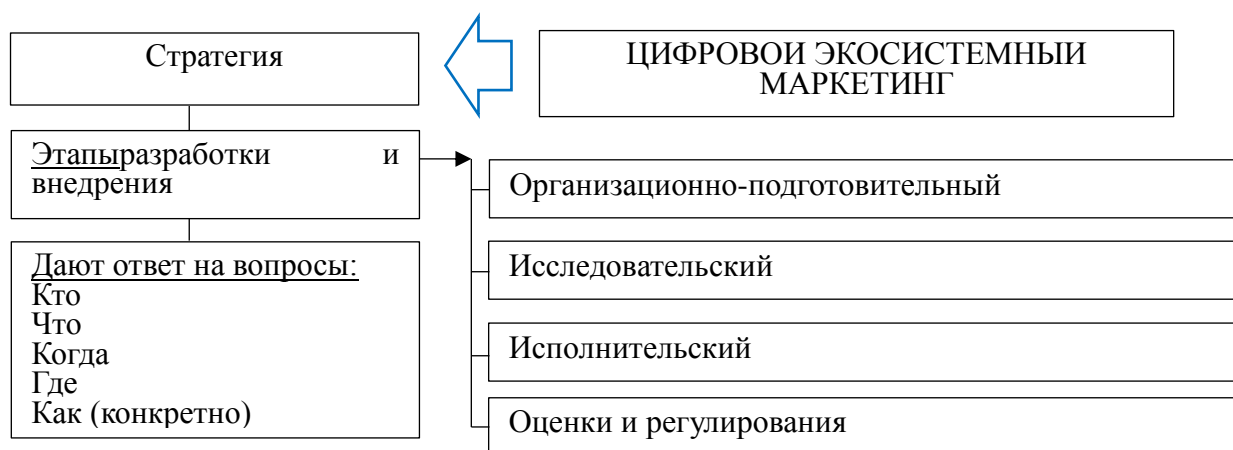 Стратегия
ЦИФРОВОИ ЭКОСИСТЕМНЫИ
МАРКЕТИНГ
Этапыразработки и
внедрения
Дают ответ на вопросы:
Кто
Что
Когда
Где
Как (конкретно)
Организационно-подготовительный
Исследовательский
Исполнительский
Оценки и регулирования